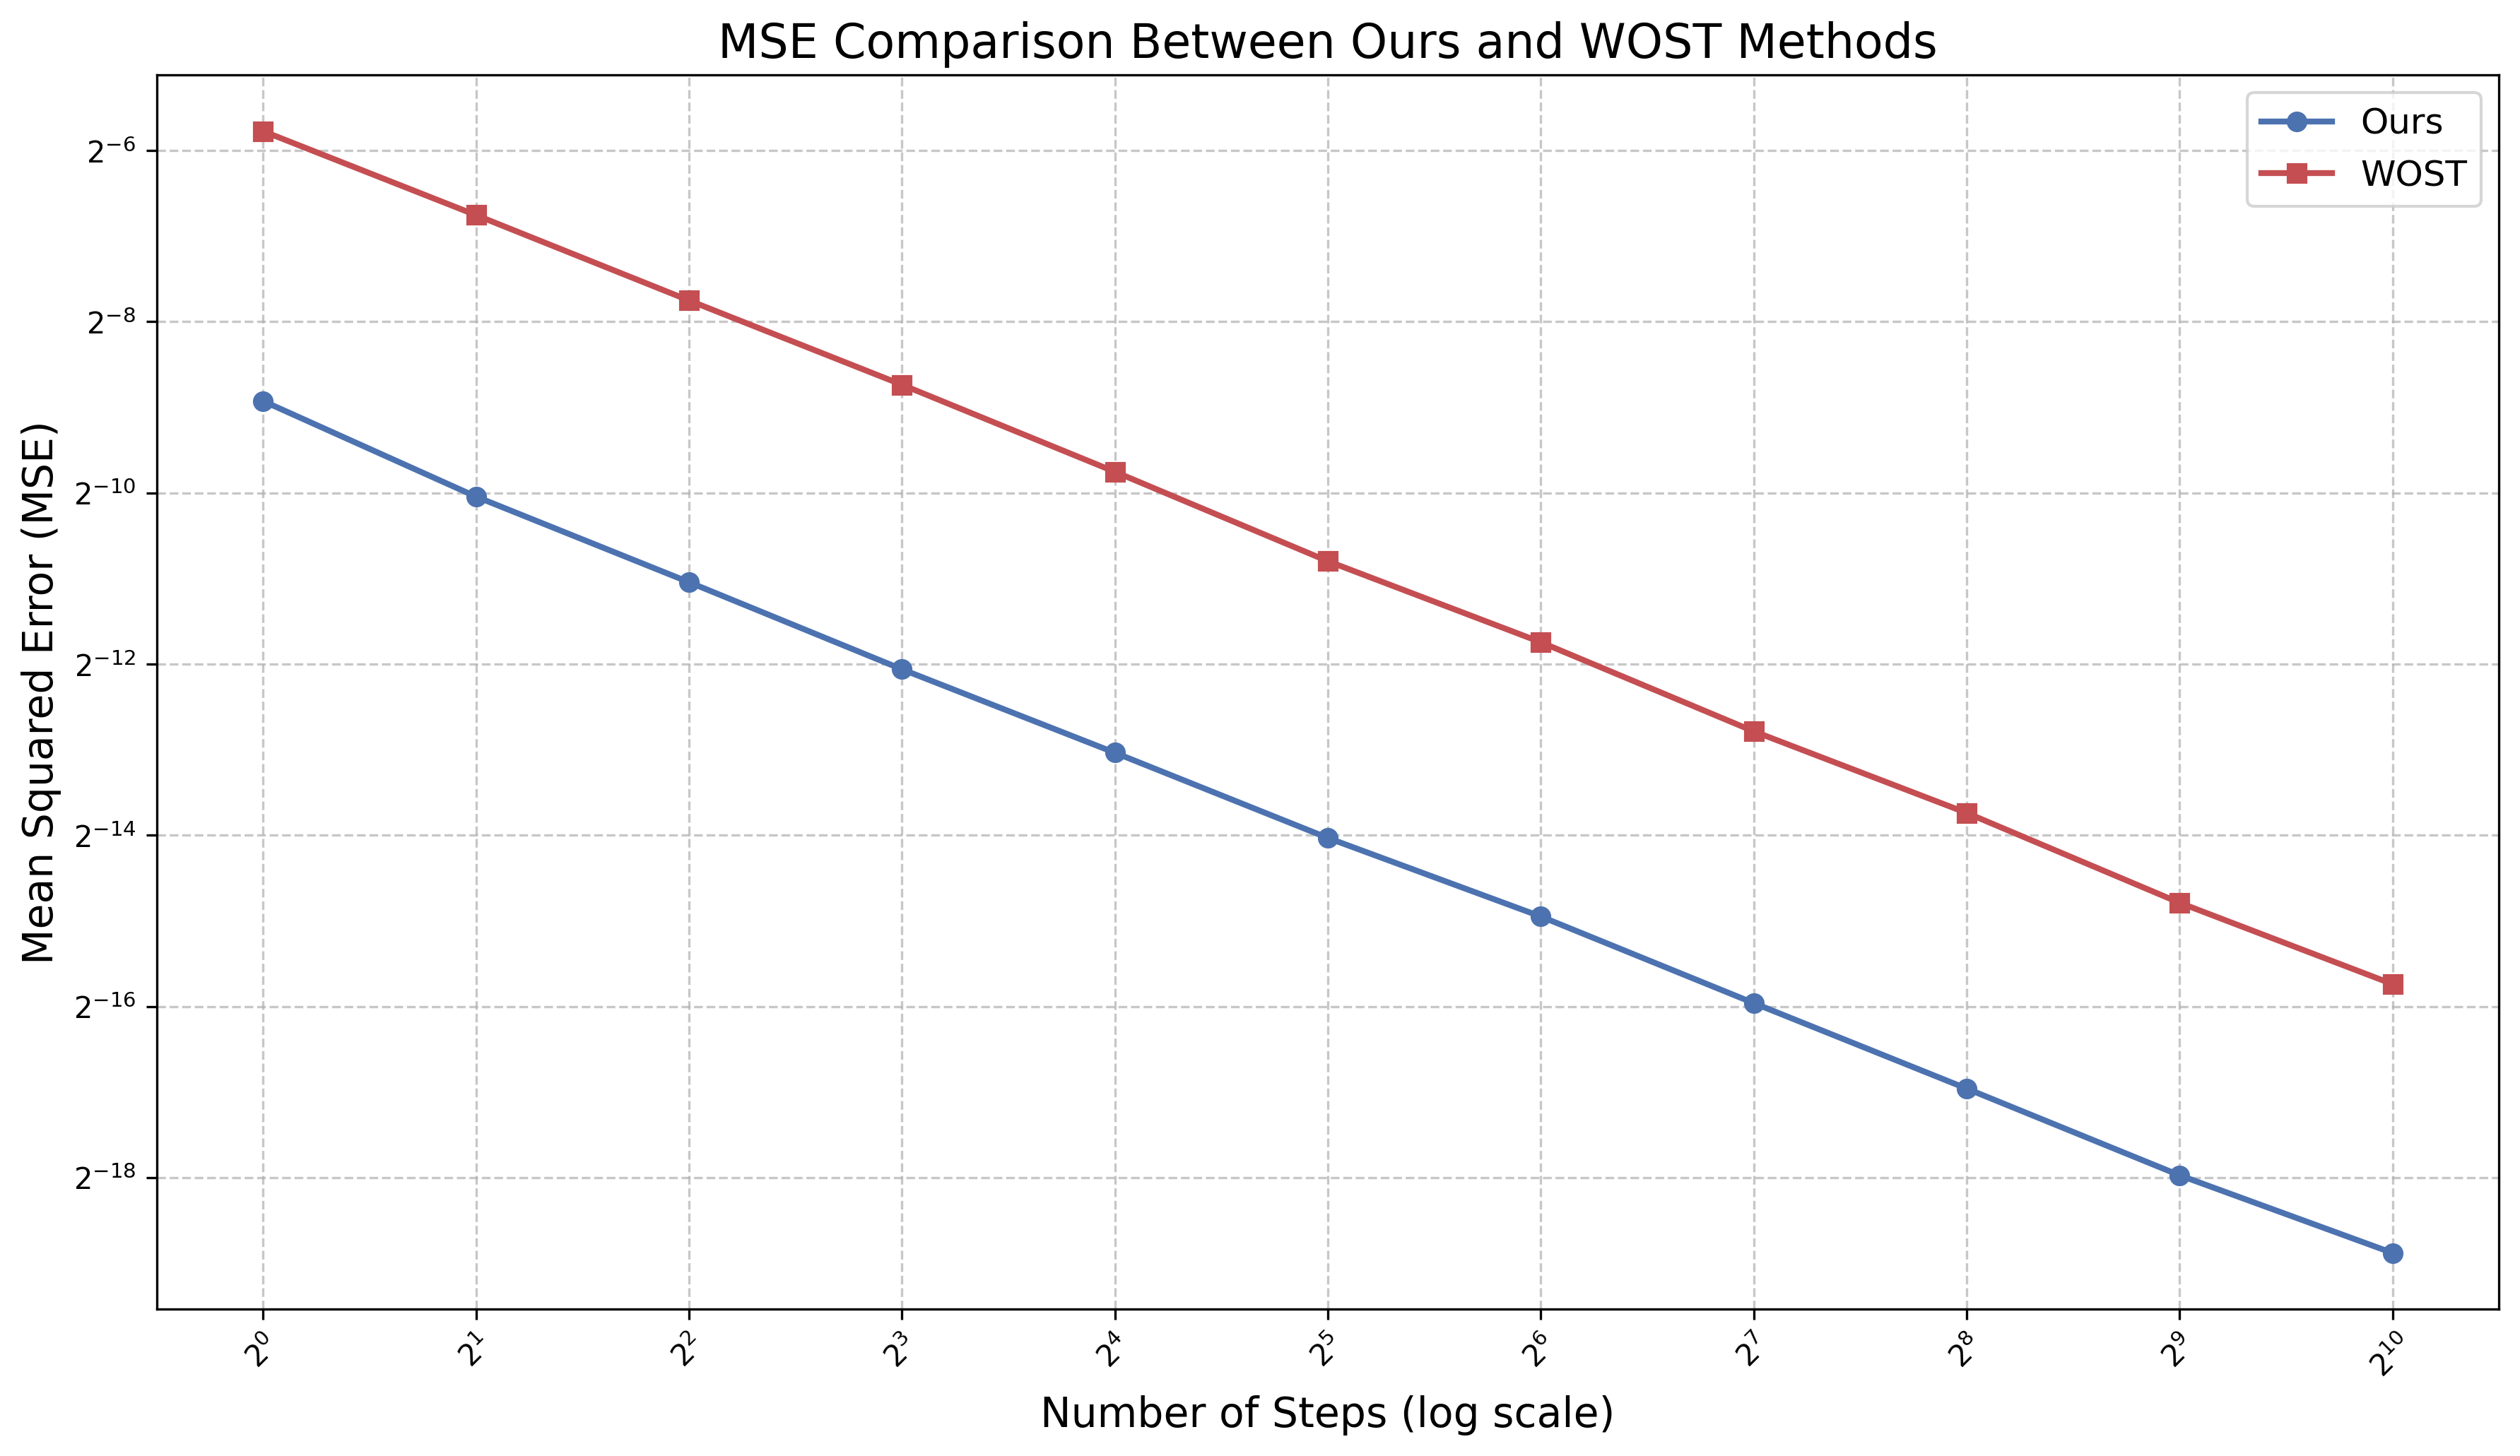 MSE Comparison Between Ours and WOST Methods
Ours
WOST
Mean Squared Error (MSE)
2⁻⁶
2⁻⁸
2⁻¹⁰
2⁻¹²
2⁻¹⁴
2⁻¹⁶
2⁻¹⁸
2⁰ 2¹ 2² 2³ 2⁴ 2⁵ 2⁶ 2⁷ 2⁸ 2⁹ 2¹⁰
Number of Steps (log scale)